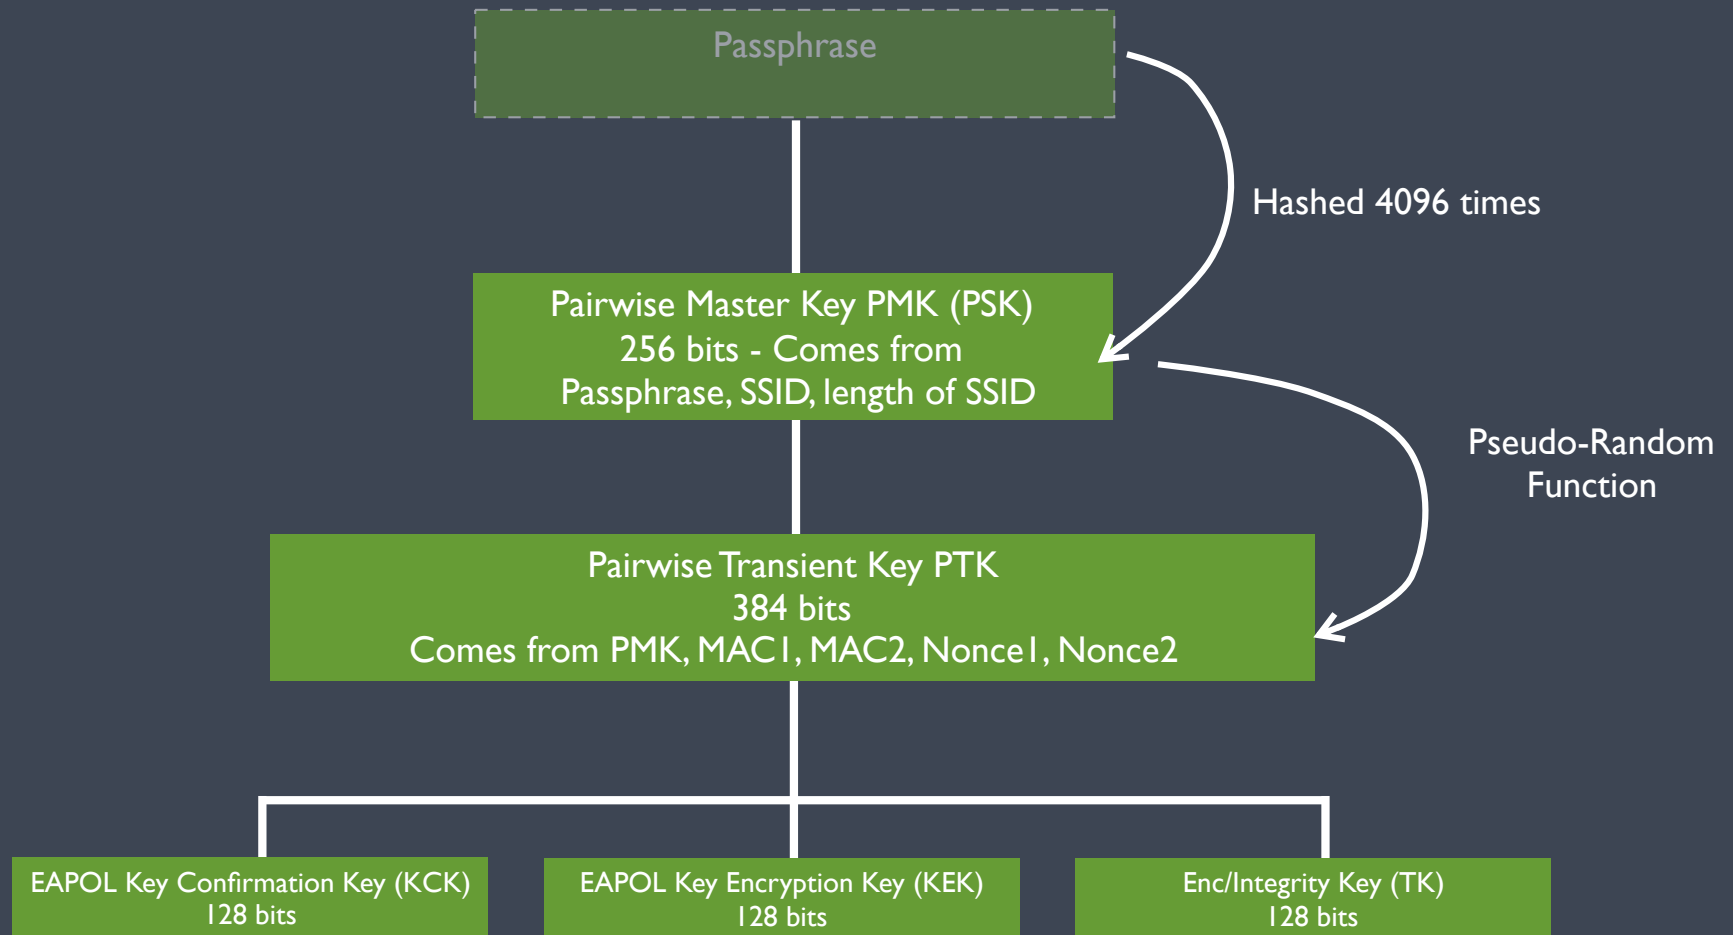 Passphrase
Hashed 4096 times
Pairwise Master Key PMK (PSK)
256 bits - Comes from
Passphrase, SSID, length of SSID
Pseudo-Random
Function
Pairwise Transient Key PTK
384 bits
Comes from PMK, MAC1, MAC2, Nonce1, Nonce2
EAPOL Key Confirmation Key (KCK)
128 bits
EAPOL Key Encryption Key (KEK)
128 bits
Enc/Integrity Key (TK)
128 bits